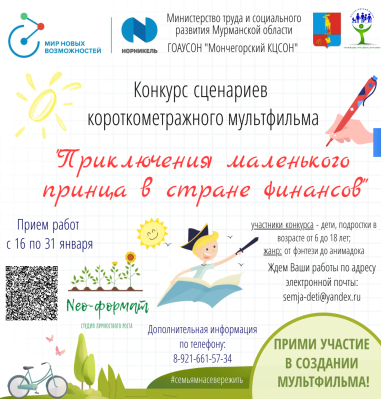 МИР НОВЫХ
ВОЗМОЖНОСТЕЙ
НОРНИКЕЛЬ
Министерство труда и социального
развития Мурманской области
ГОАУСОН "Мончегорский КЦСОН"
Конкурс сценариев
короткометражного мультфильма
"Приключения маленького
принца в стране финансов"
Прием работ
с 16 по 31 января
участники конкурса - дети, подростки в
возрасте от 6 до 18 лет;
жанр: от фэнтези до анимадока
Ждем Ваши работы по адресу
электронной почты:
semja-deti@yandex.ru
Neo-формат
СТУДИЯ ЛИЧНОСТНОГО РОСТА
Дополнительная информация
по телефону:
8-921-661-57-34
#семьямнасевережить
ПРИМИ УЧАСТИЕ
В СОЗДАНИИ
МУЛЬТФИЛЬМА!